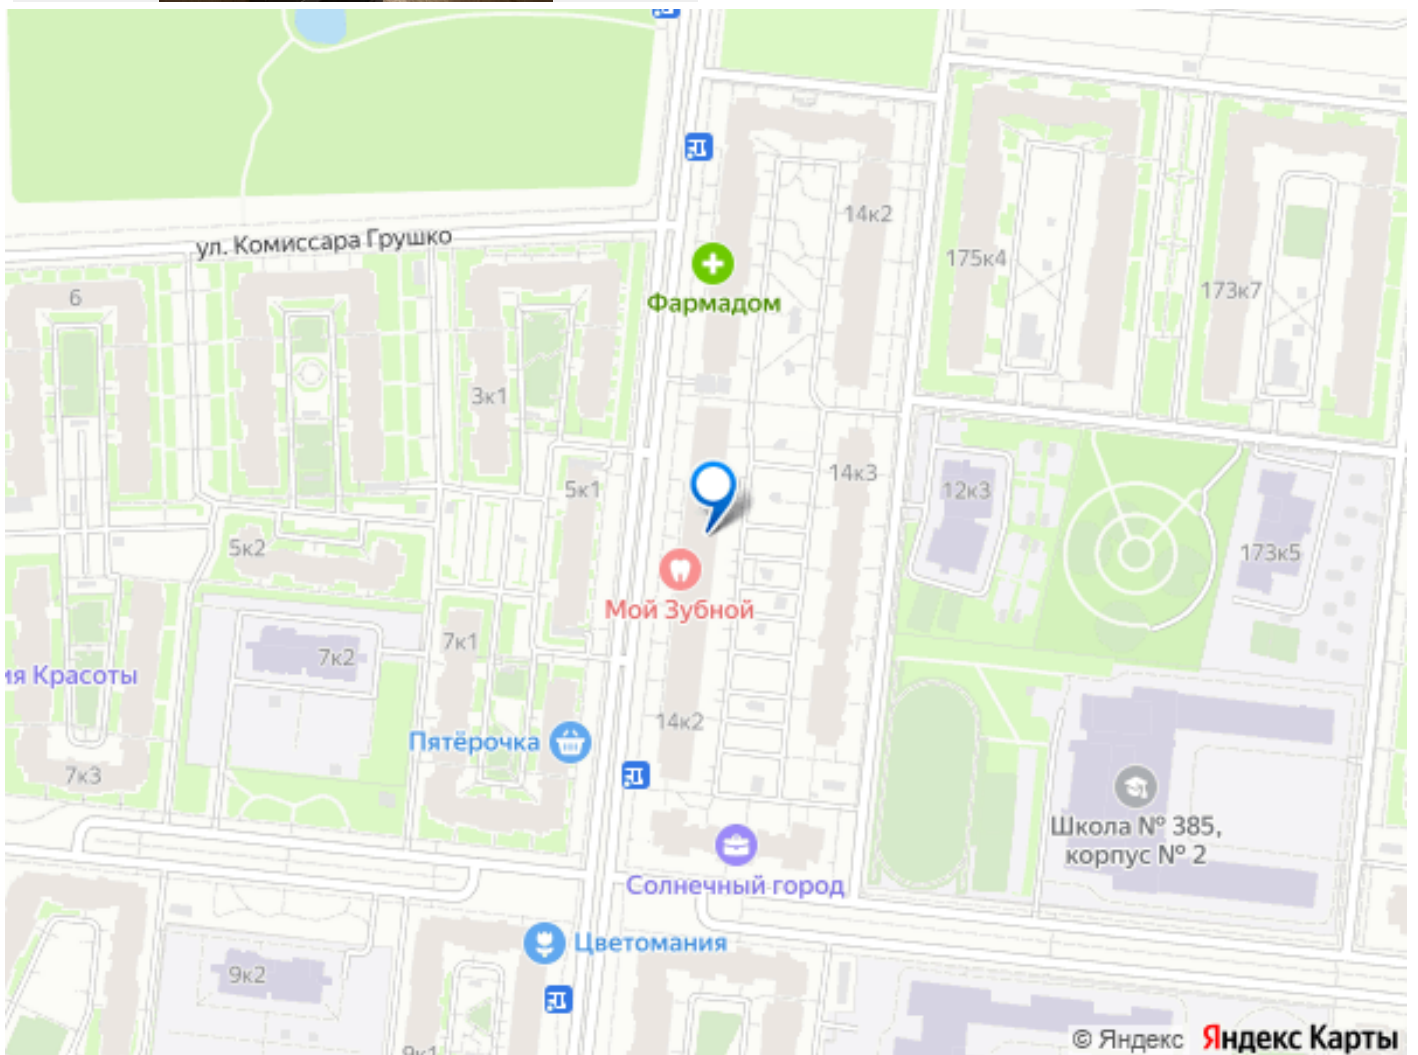 ул. Комиссара Грушко
14к2
175к4
173к7
6
Фармадом
3к1
14к3
5к1
12к3
5к2
173к5
Мой Зубной
7к1
7к2
ия Красоты
14к2
Пятёрочка
7к3
Школа № 385,
корпус № 2
Солнечный город
Цветомания
9к2
9к1
© Яндекс Яндекс Карты